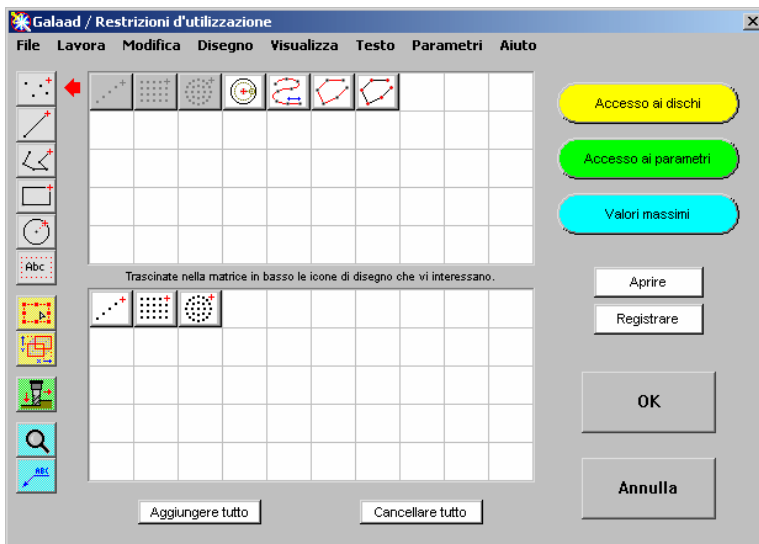 Galaad / Restrizioni d'utilizzazione
File Lavora Modifica Disegno Visualizza Testo Parametri Aiuto
Accesso ai dischi
Accesso ai parametri
Valori massimi
Abc
Trascinate nella matrice in basso le icone di disegno che vi interessano.
Aprire
Registrare
OK
ABC
Annulla
Aggiungere tutto
Cancellare tutto